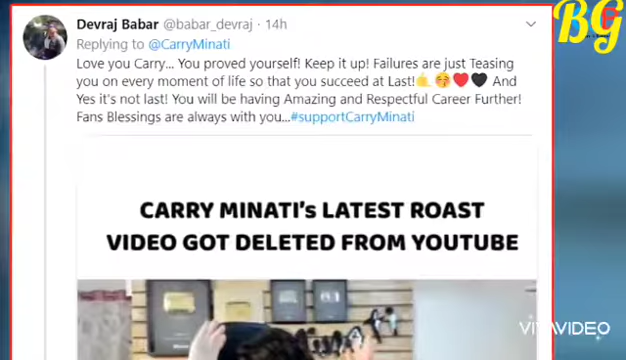 Devraj Babar @babar_devraj · 14h
Replying to @CarryMinati
Love you Carry... You proved yourself! Keep it up! Failures are just Teasing
you on every moment of life so that you succeed at Last!👍😚❤️🖤 And
Yes it's not last! You will be having Amazing and Respectful Career Further!
Fans Blessings are always with you...#supportCarryMinati
CARRY MINATI's LATEST ROAST
VIDEO GOT DELETED FROM YOUTUBE
BG
VIVAVIDEO